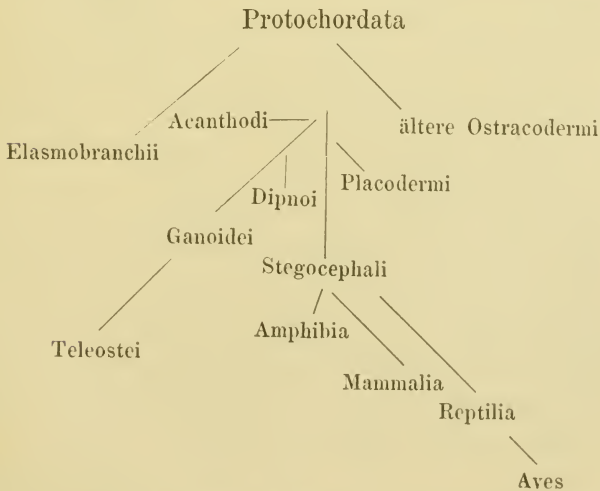 Protochordata
Acanthodi
ältere Ostracodermi
Elasmobranchii
Placodermi
Dipnoi
Ganoidei
Stegocephali
Amphibia
Teleostei
Mammalia
Reptilia
Aves